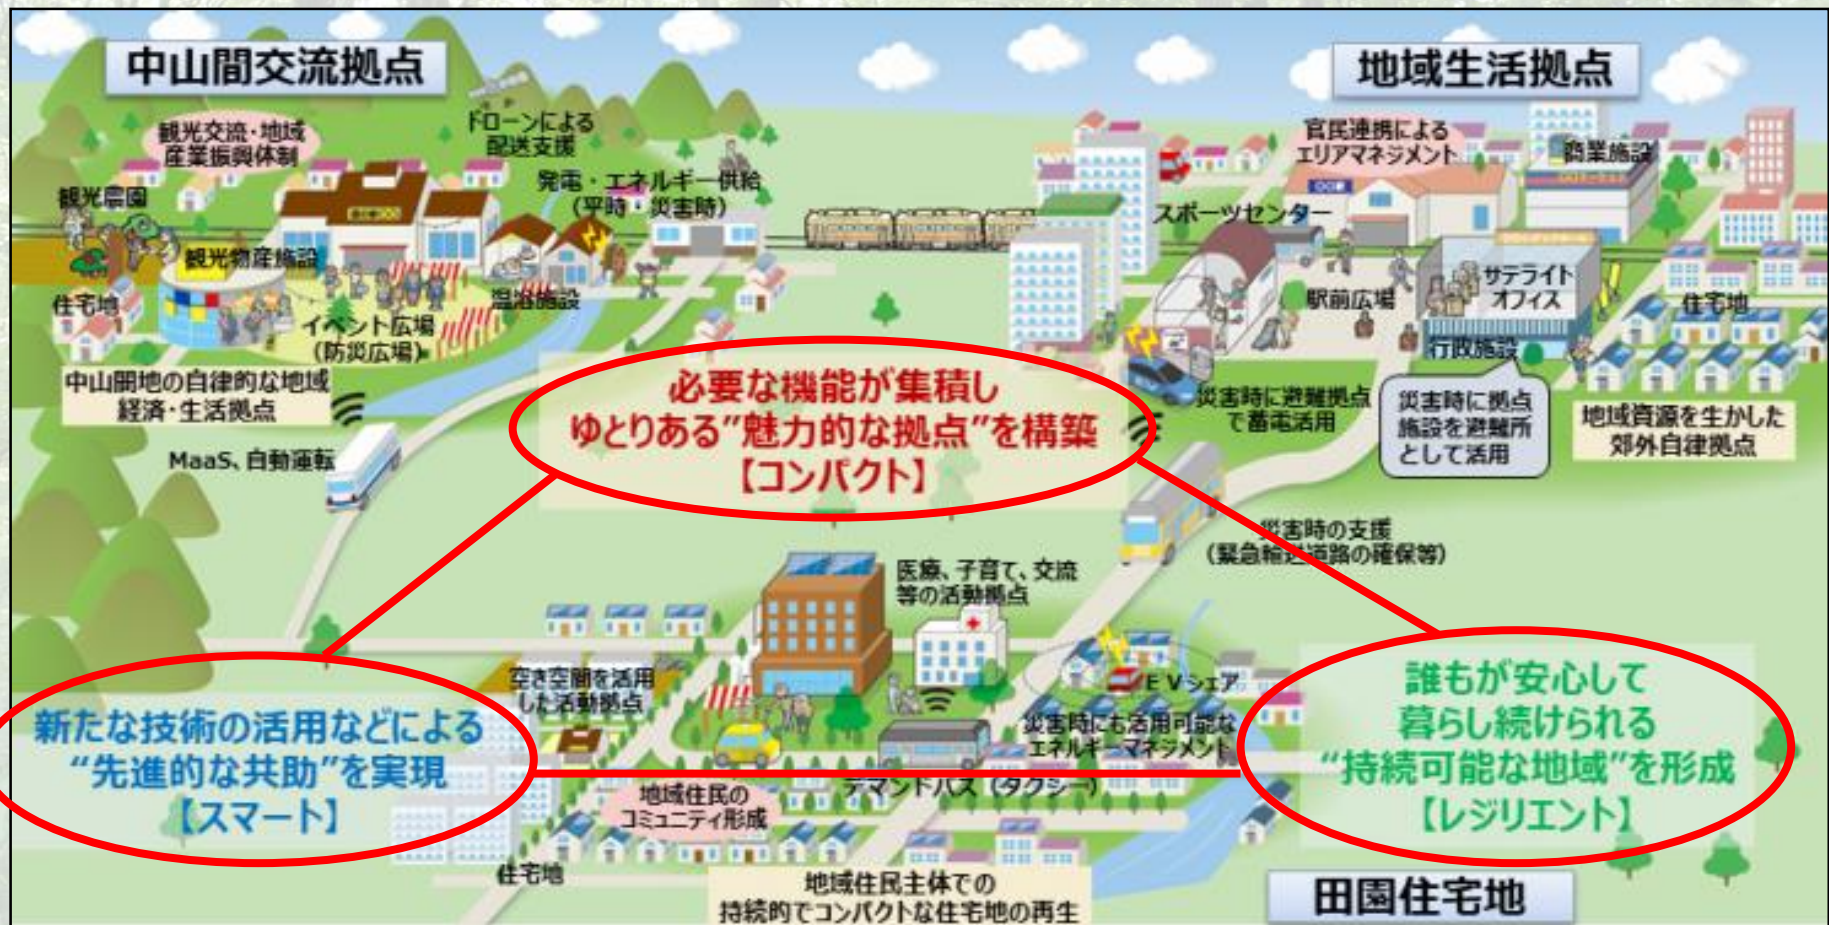 中山間交流拠点
地域生活拠点
観光交流・地域
産業振興体制
ドローンによる
配送支援
官民連携による
エリアマネジメント
商業施設
観光農園
発電・エネルギー供給
(平時・災害時)
スポーツセンター
観光物産施設
住宅地
温浴施設
イベント広場
(防災広場)
駅前広場
サテライト
オフィス
住宅地
行政施設
中山間地の自律的な地域
経済・生活拠点
必要な機能が集積し
ゆとりある”魅力的な拠点”を構築
【コンパクト】
災害時に避難拠点
で蓄電活用
災害時に拠点
施設を避難所
として活用
地域資源を生かした
郊外自律拠点
MaaS、自動運転
災害時の支援
(緊急輸送道路の確保等)
医療、子育て、交流
等の活動拠点
空き空間を活用
した活動拠点
EVシェア
災害時にも活用可能な
エネルギーマネジメント
新たな技術の活用などによる
“先進的な共助”を実現
【スマート】
誰もが安心して
暮らし続けられる
“持続可能な地域”を形成
【レジリエント】
デマンドバス(タクシー)
地域住民の
コミュニティ形成
住宅地
地域住民主体での
持続的でコンパクトな住宅地の再生
田園住宅地